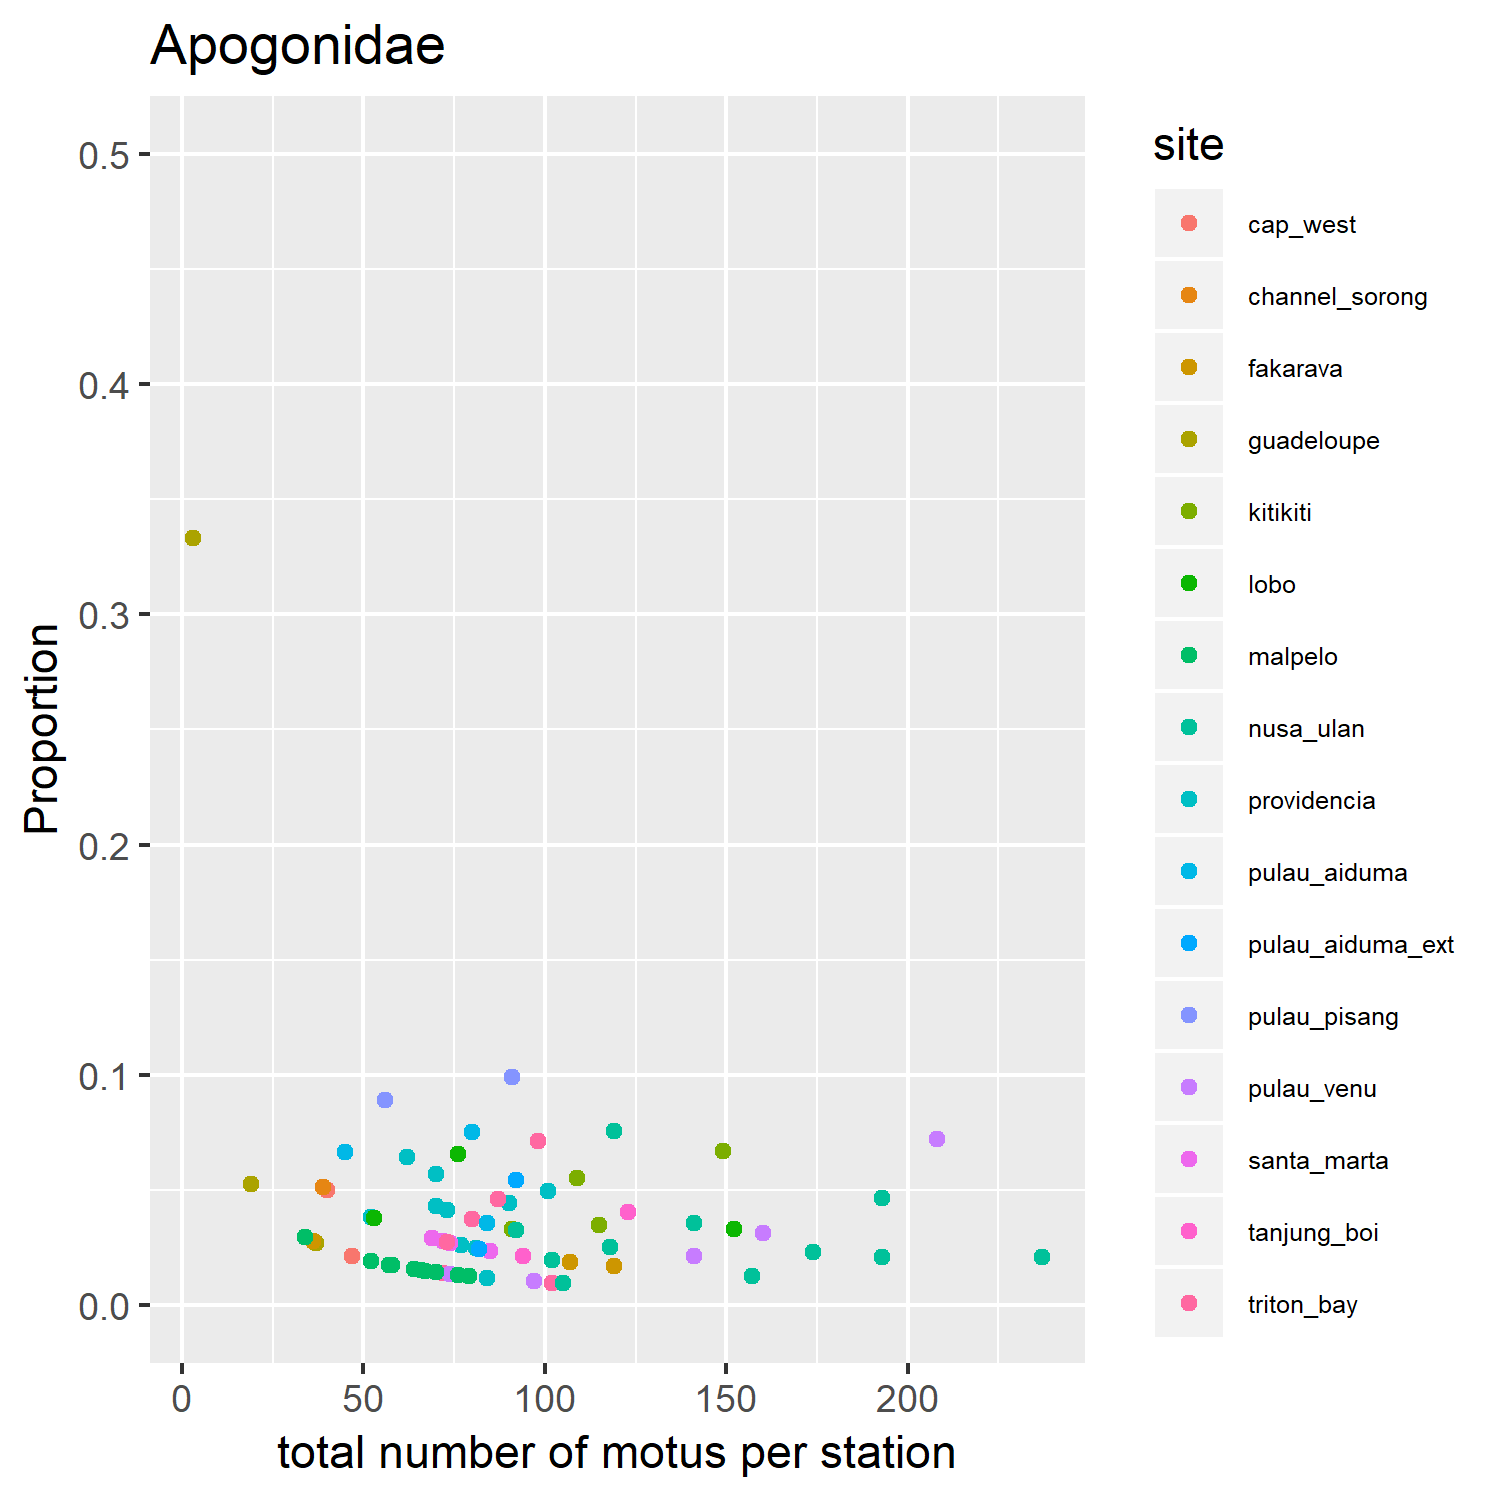 Apogonidae
0.5
0.4
0.3
0.2
0.1
0.0
Proportion
0
50
100
150
200
total number of motus per station
site
cap_west
channel_sorong
fakarava
guadeloupe
kitikiti
lobo
malpelo
nusa_ulan
providencia
pulau_aiduma
pulau_aiduma_ext
pulau_pisang
pulau_venu
santa_marta
tanjung_boi
triton_bay